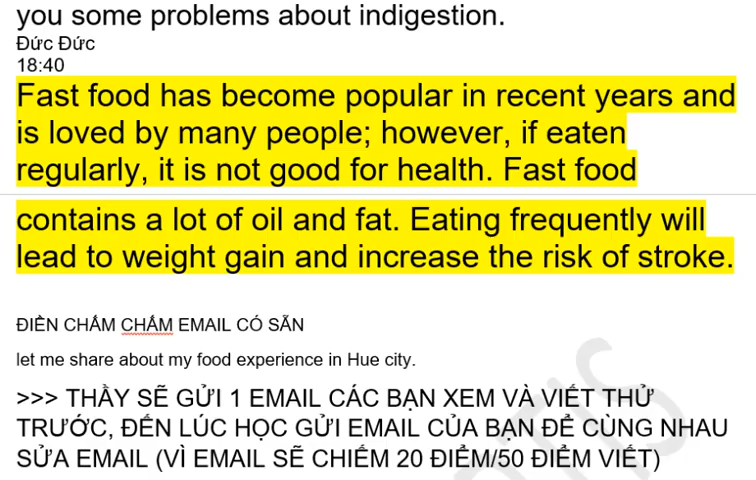 you some problems about indigestion.
Đức Đức
18:40
Fast food has become popular in recent years and
is loved by many people; however, if eaten
regularly, it is not good for health. Fast food
contains a lot of oil and fat. Eating frequently will
lead to weight gain and increase the risk of stroke.
ĐIỀN CHẤM CHẤM EMAIL CÓ SẴN
let me share about my food experience in Hue city.
>>> THẦY SẼ GỬI 1 EMAIL CÁC BẠN XEM VÀ VIẾT THỬ
TRƯỚC, ĐẾN LÚC HỌC GỬI EMAIL CỦA BẠN ĐỂ CÙNG NHAU
SỬA EMAIL (VÌ EMAIL SẼ CHIẾM 20 ĐIỂM/50 ĐIỂM VIẾT)